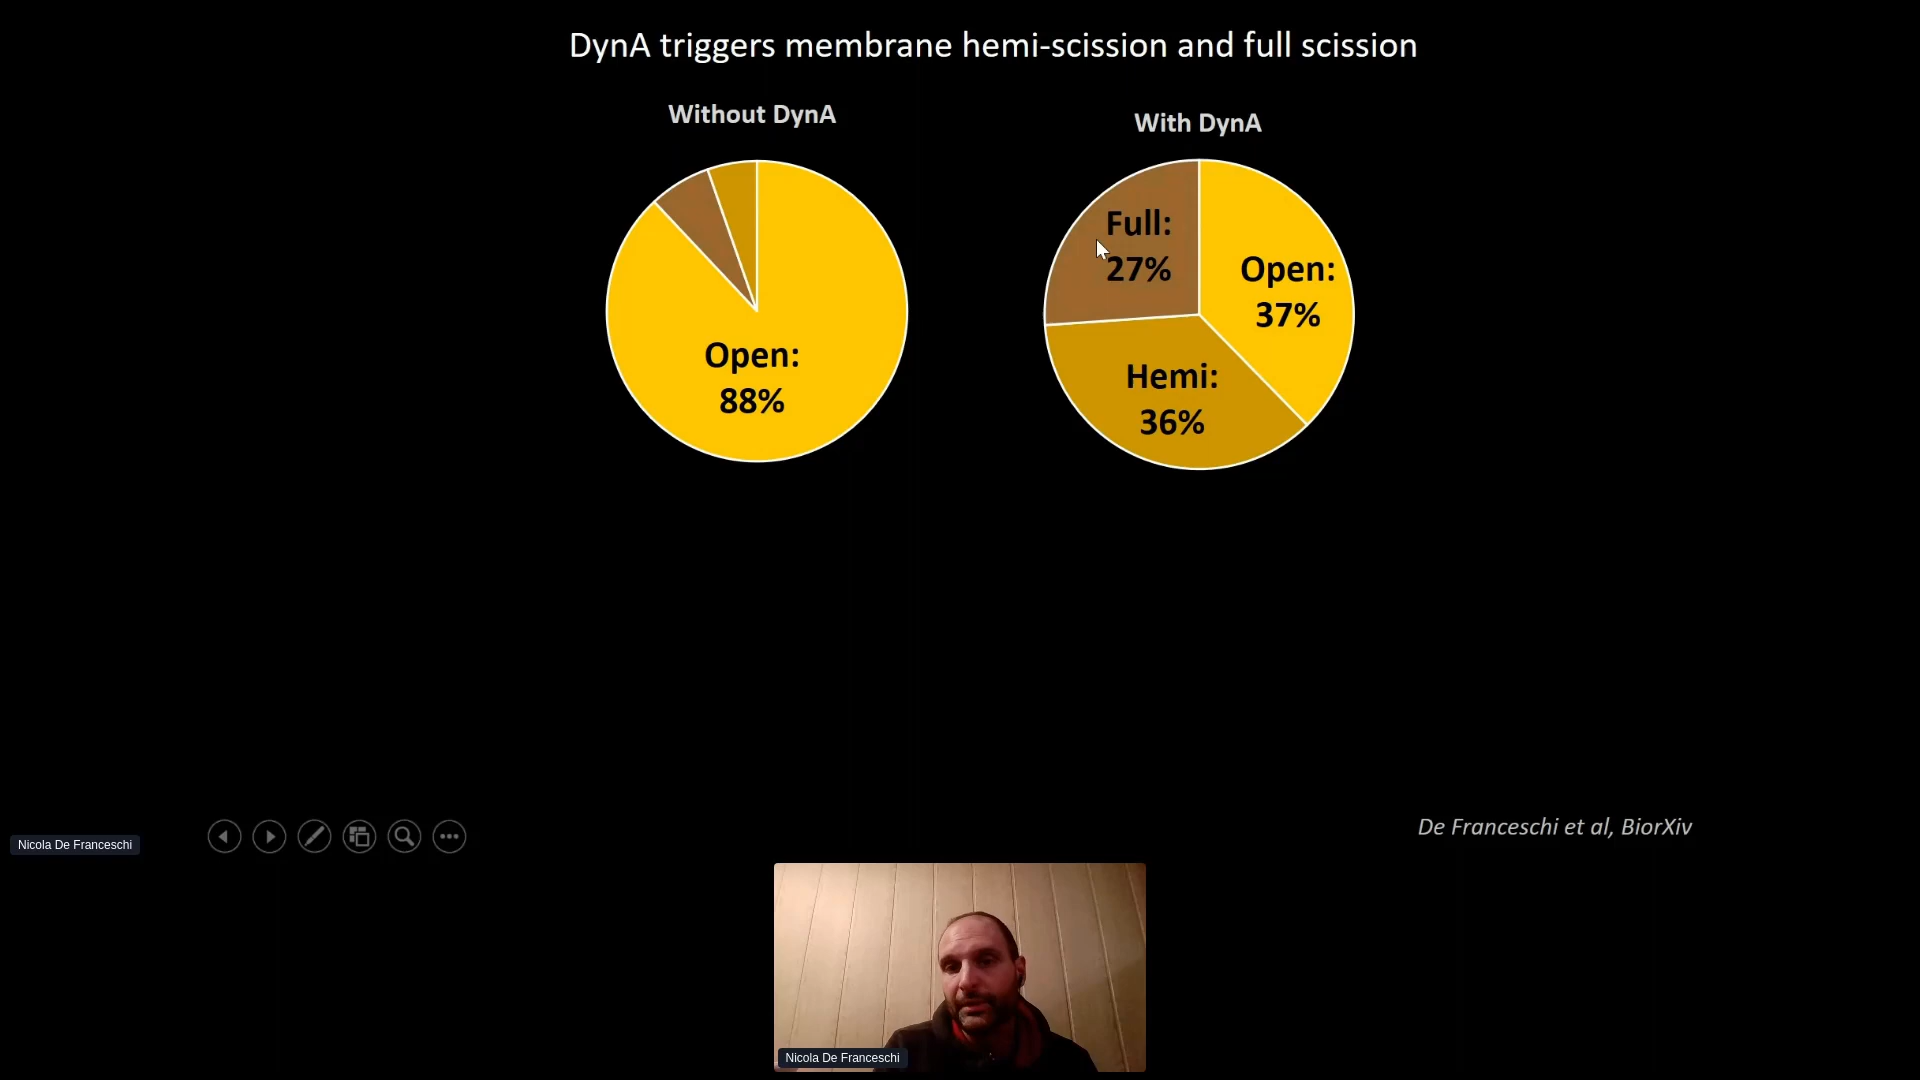 DynA triggers membrane hemi-scission and full scission
Without DynA
With DynA
Open:
88%
Full:
27%
Open:
37%
Hemi:
36%
De Franceschi et al, BiorXiv
Nicola De Franceschi
Nicola De Franceschi